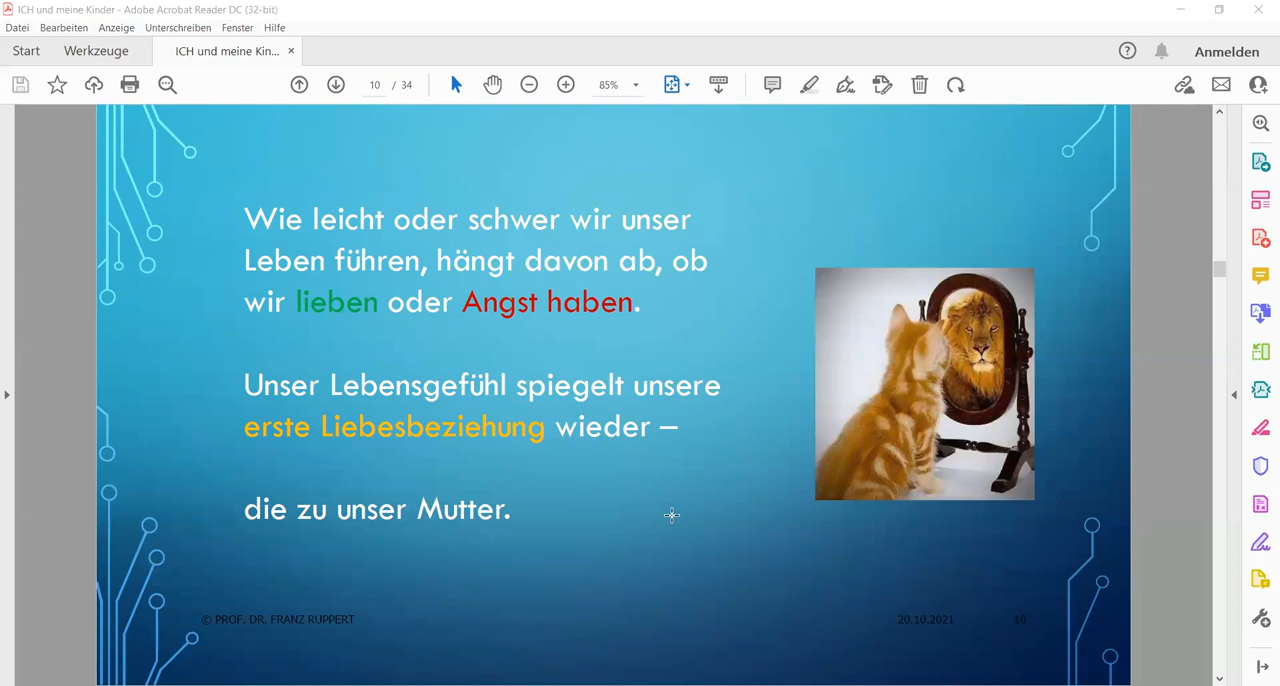 ICH und meine Kinder - Adobe Acrobat Reader DC (32-bit)
Datei Bearbeiten Anzeige Unterschreiben Fenster Hilfe
Start Werkzeuge ICH und meine Kin... × Anmelden
10 / 34 85%
Wie leicht oder schwer wir unser
Leben führen, hängt davon ab, ob
wir lieben oder Angst haben.
Unser Lebensgefühl spiegelt unsere
erste Liebesbeziehung wieder –
die zu unser Mutter.
© PROF. DR. FRANZ RUPPERT 20.10.2021 10